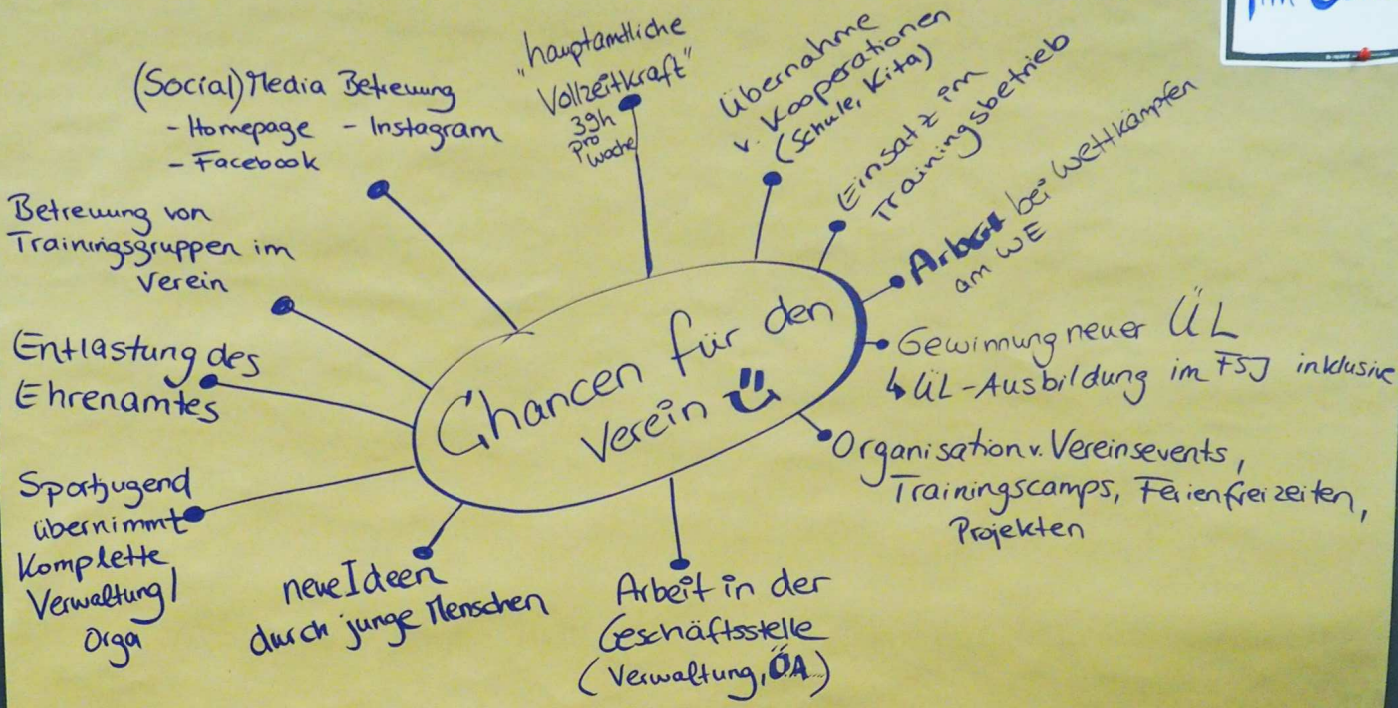 Chancen für den
Verein
"hauptamtliche
Vollzeitkraft"
39h
pro
Woche
Übernahme
v. Kooperationen
(Schule, Kita)
Einsatz im
Trainingsbetrieb
Arbeit bei Wettkämpfen
am WE
Gewinnung neuer ÜL
↳ ÜL-Ausbildung im FSJ inklusive
Organisation v. Vereinsevents,
Trainingscamps, Ferienfreizeiten,
Projekten
Arbeit in der
Geschäftsstelle
(Verwaltung, ÖA)
neue Ideen
durch junge Menschen
Sportjugend
übernimmt
Komplette
Verwaltung/
Orga
Entlastung des
Ehrenamtes
Betreuung von
Trainingsgruppen im
Verein
(Social) Media Betreuung
- Homepage - Instagram
- Facebook